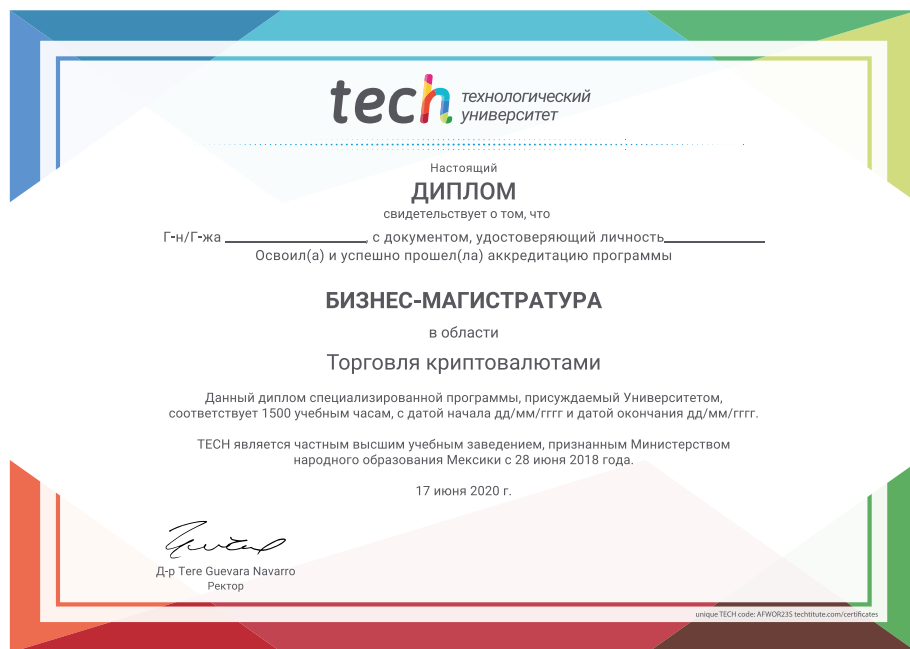 tech технологический
университет
Настоящий
ДИПЛОМ
свидетельствует о том, что
Г-н/Г-жа ____________________, с документом, удостоверяющий личность______________
Освоил(а) и успешно прошел(ла) аккредитацию программы
БИЗНЕС-МАГИСТРАТУРА
в области
Торговля криптовалютами
Данный диплом специализированной программы, присуждаемый Университетом,
соответствует 1500 учебным часам, с датой начала дд/мм/гггг и датой окончания дд/мм/гггг.
TECH является частным высшим учебным заведением, признанным Министерством
народного образования Мексики с 28 июня 2018 года.
17 июня 2020 г.
Д-р Tere Guevara Navarro
Ректор
unique TECH code: AFWOR23S techtitute.com/certificates